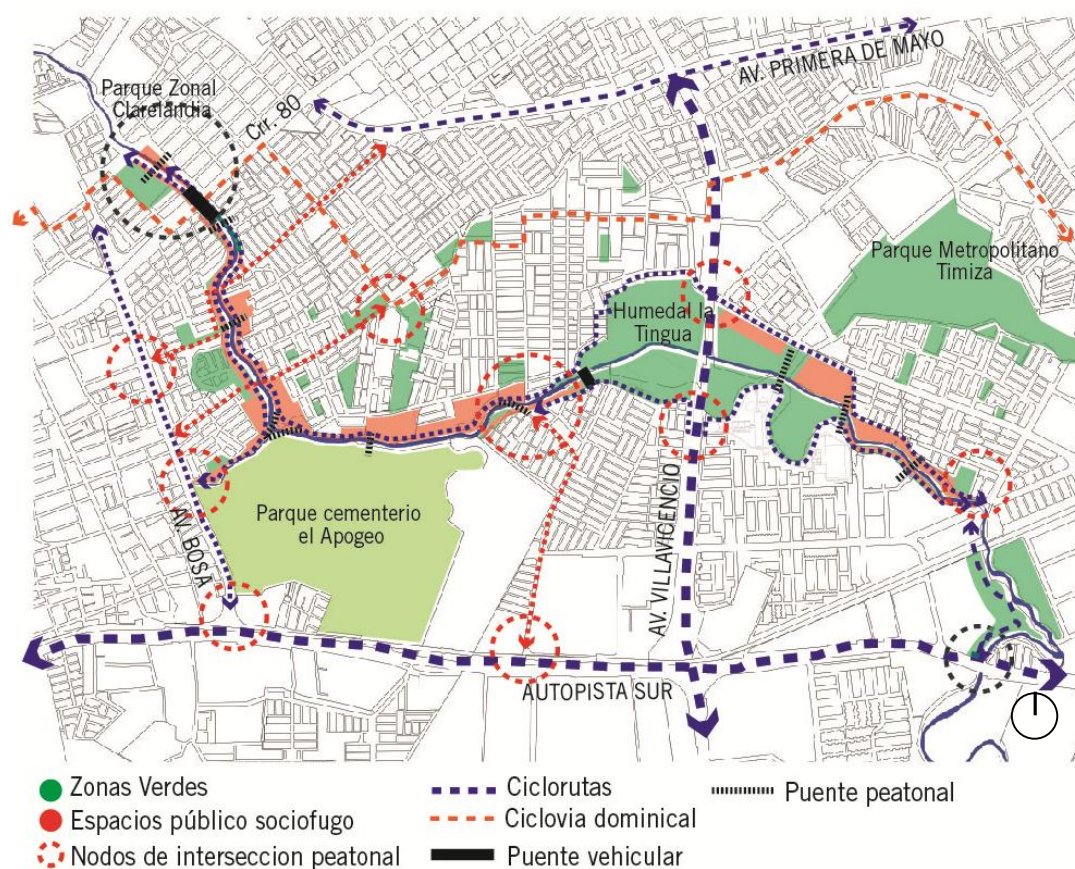 AV. PRIMERA DE MAYO
Parque Zonal
Clarelandia
Crr. 80
Parque Metropolitano
Timiza
Humedal la
Tingua
Parque cementerio
el Apogeo
AV. BOSA
AV. VILLAVICENCIO
AUTOPISTA SUR
Zonas Verdes
Ciclorutas
Puente peatonal
Espacios público sociofugo
Ciclovia dominical
Nodos de interseccion peatonal
Puente vehicular